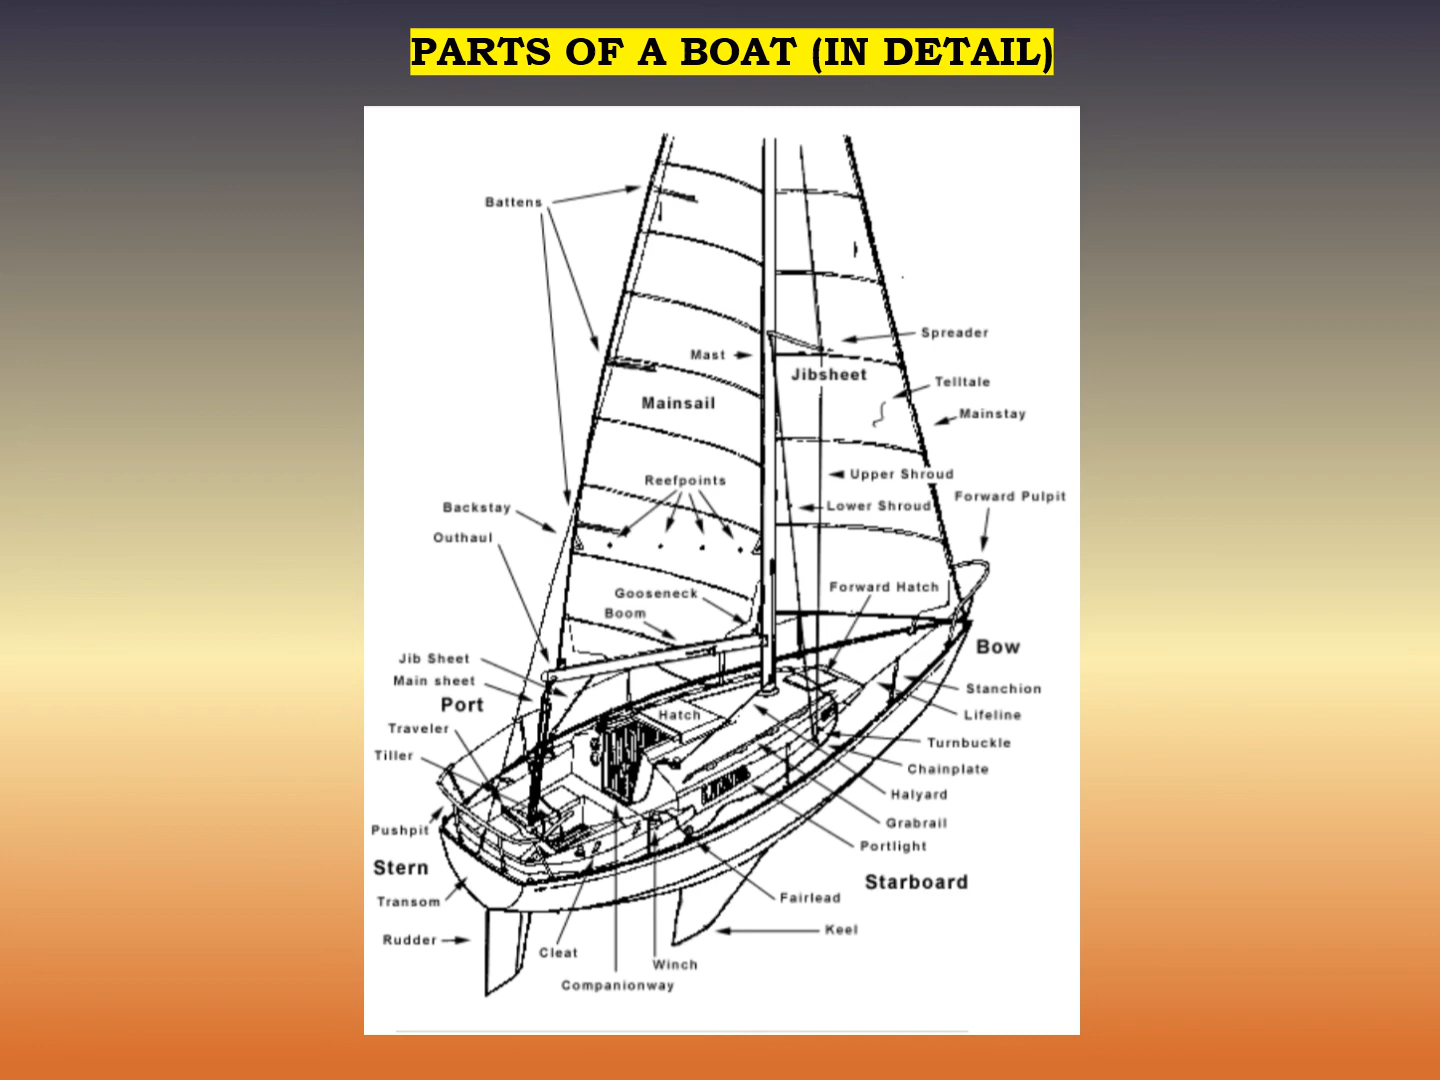 PARTS OF A BOAT (IN DETAIL)
Battens
Spreader
Mast
Jibsheet
Telltale
Mainsail
Mainstay
Upper Shroud
Reefpoints
Forward Pulpit
Backstay
Lower Shroud
Outhaul
Forward Hatch
Gooseneck
Boom
Bow
Jib Sheet
Main sheet
Stanchion
Port
Hatch
Lifeline
Traveler
Turnbuckle
Tiller
Chainplate
Halyard
Grabrail
Pushpit
Portlight
Stern
Starboard
Transom
Fairlead
Keel
Rudder
Cleat
Winch
Companionway